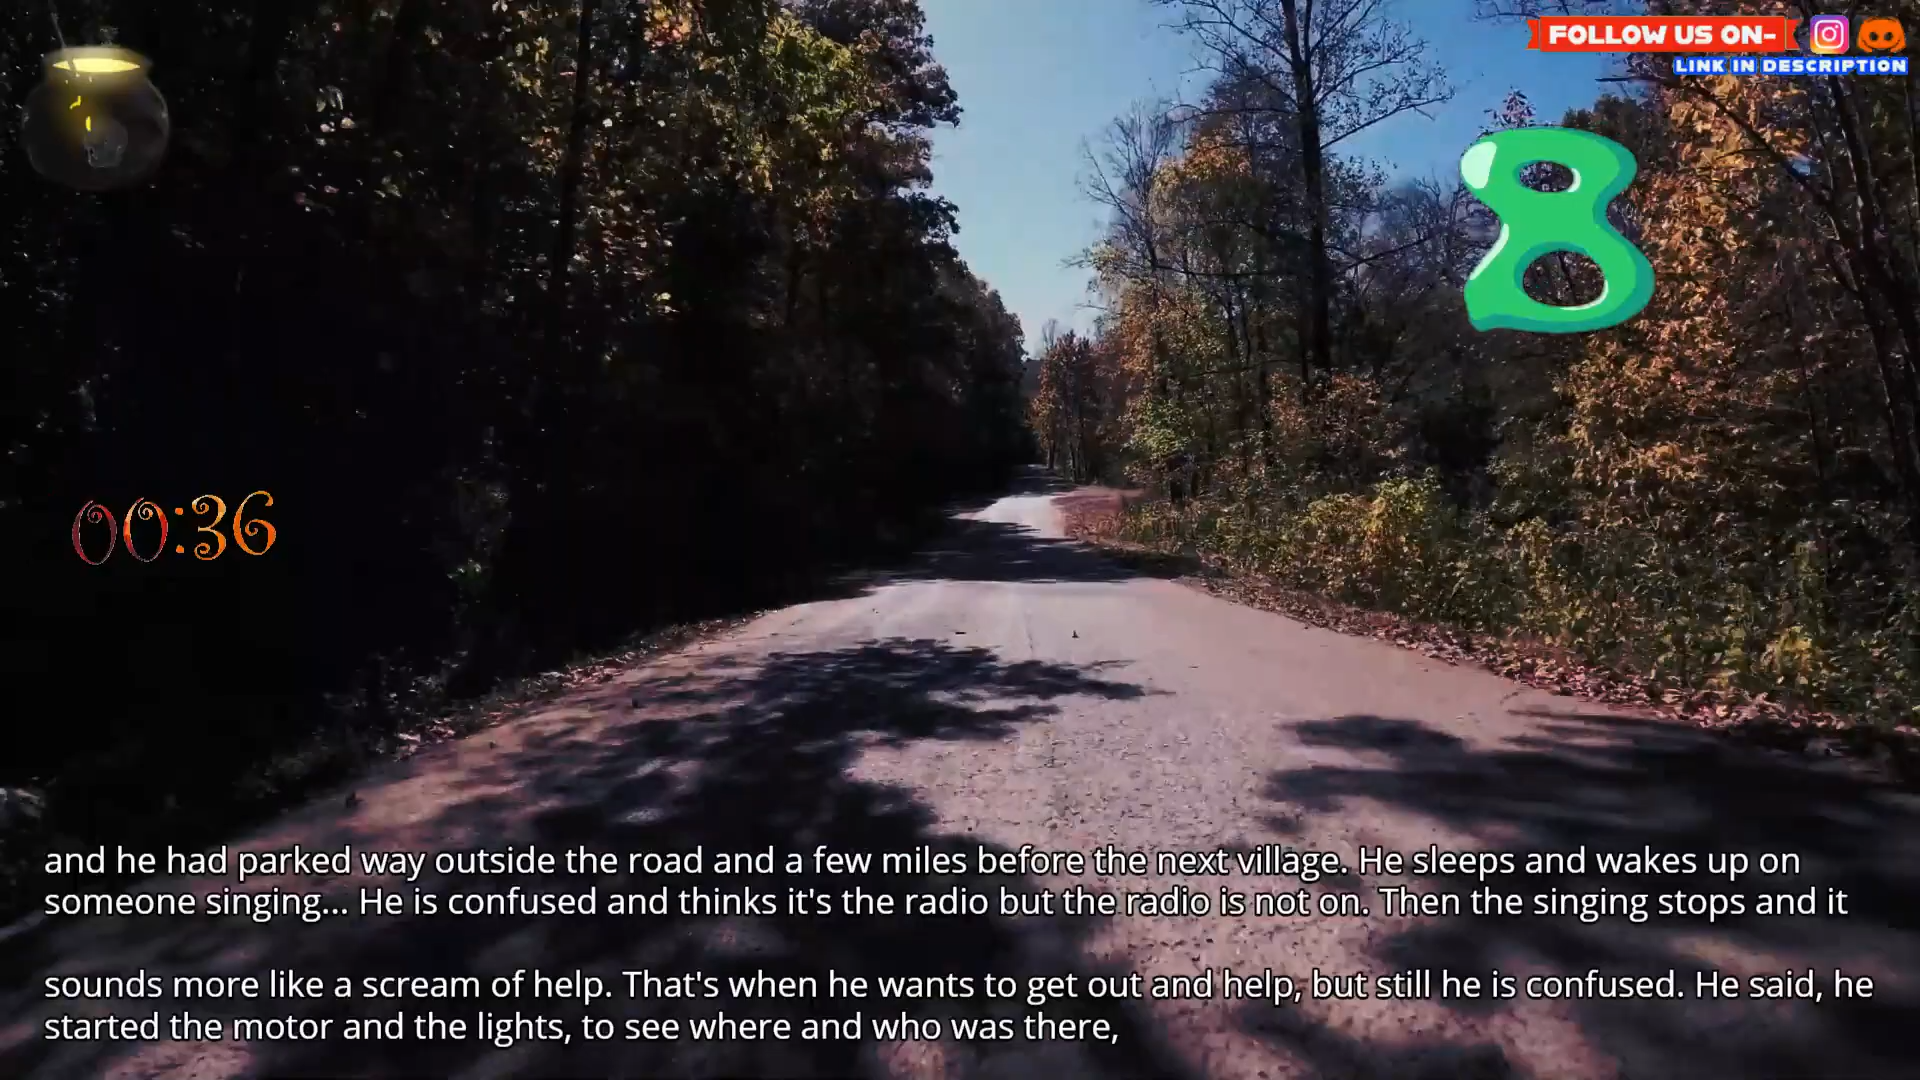 FOLLOW US ON-
LINK IN DESCRIPTION
8
00:36
and he had parked way outside the road and a few miles before the next village. He sleeps and wakes up on
someone singing... He is confused and thinks it's the radio but the radio is not on. Then the singing stops and it
sounds more like a scream of help. That's when he wants to get out and help, but still he is confused. He said, he
started the motor and the lights, to see where and who was there,